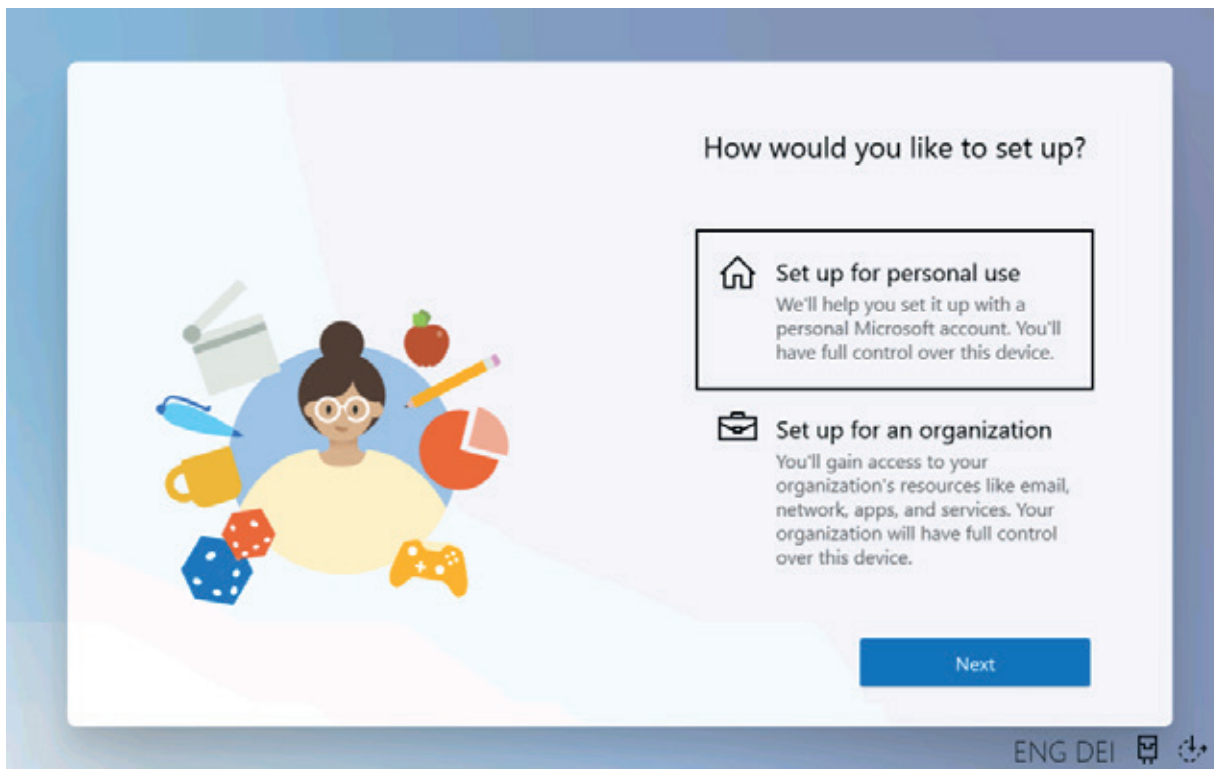 How would you like to set up?
Set up for personal use
We'll help you set it up with a
personal Microsoft account. You'll
have full control over this device.
Set up for an organization
You'll gain access to your
organization's resources like email,
network, apps, and services. Your
organization will have full control
over this device.
Next
ENG DEI